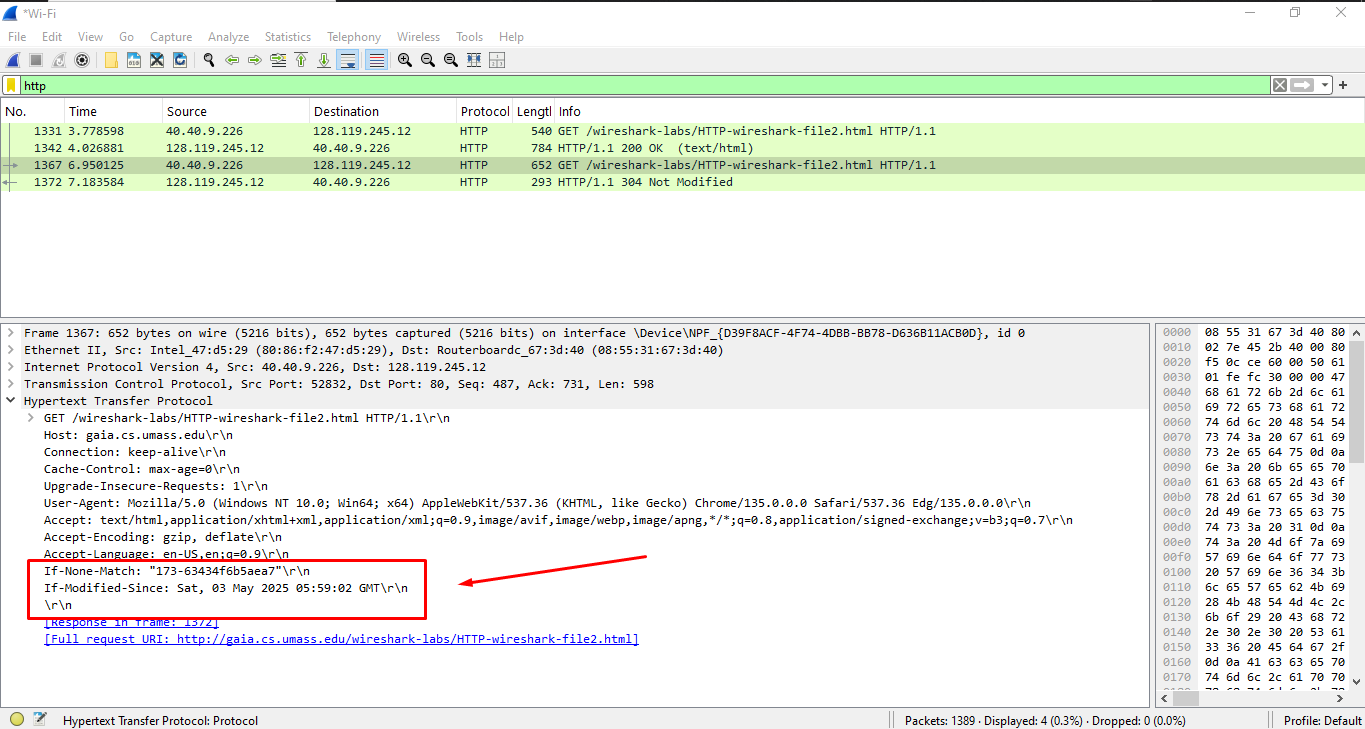 *Wi-Fi
File Edit View Go Capture Analyze Statistics Telephony Wireless Tools Help
http
No. Time Source Destination Protocol Lengtl Info
1331 3.778598 40.40.9.226 128.119.245.12 HTTP 540 GET /wireshark-labs/HTTP-wireshark-file2.html HTTP/1.1
1342 4.026881 128.119.245.12 40.40.9.226 HTTP 784 HTTP/1.1 200 OK (text/html)
1367 6.950125 40.40.9.226 128.119.245.12 HTTP 652 GET /wireshark-labs/HTTP-wireshark-file2.html HTTP/1.1
1372 7.183584 128.119.245.12 40.40.9.226 HTTP 293 HTTP/1.1 304 Not Modified
Frame 1367: 652 bytes on wire (5216 bits), 652 bytes captured (5216 bits) on interface \Device\NPF_{D39F8ACF-4F74-4DBB-BB78-D636B11ACB0D}, id 0
Ethernet II, Src: Intel_47:d5:29 (80:86:f2:47:d5:29), Dst: Routerboardc_67:3d:40 (08:55:31:67:3d:40)
Internet Protocol Version 4, Src: 40.40.9.226, Dst: 128.119.245.12
Transmission Control Protocol, Src Port: 52832, Dst Port: 80, Seq: 487, Ack: 731, Len: 598
Hypertext Transfer Protocol
GET /wireshark-labs/HTTP-wireshark-file2.html HTTP/1.1\r\n
Host: gaia.cs.umass.edu\r\n
Connection: keep-alive\r\n
Cache-Control: max-age=0\r\n
Upgrade-Insecure-Requests: 1\r\n
User-Agent: Mozilla/5.0 (Windows NT 10.0; Win64; x64) AppleWebKit/537.36 (KHTML, like Gecko) Chrome/135.0.0.0 Safari/537.36 Edg/135.0.0.0\r\n
Accept: text/html,application/xhtml+xml,application/xml;q=0.9,image/avif,image/webp,image/apng,*/*;q=0.8,application/signed-exchange;v=b3;q=0.7\r\n
Accept-Encoding: gzip, deflate\r\n
Accept-Language: en-US,en;q=0.9\r\n
If-None-Match: "173-63434f6b5aea7"\r\n
If-Modified-Since: Sat, 03 May 2025 05:59:02 GMT\r\n
\r\n
[Response in frame: 1372]
[Full request URI: http://gaia.cs.umass.edu/wireshark-labs/HTTP-wireshark-file2.html]
0000 08 55 31 67 3d 40 80
0010 02 7e 45 2b 40 00 80
0020 f5 0c ce 60 00 50 61
0030 01 fe fc 30 00 00 47
0040 68 61 72 6b 2d 6c 61
0050 69 72 65 73 68 61 72
0060 74 6d 6c 20 48 54 54
0070 73 74 3a 20 67 61 69
0080 73 2e 65 64 75 0d 0a
0090 6e 3a 20 6b 65 65 70
00a0 61 63 68 65 2d 43 6f
00b0 78 2d 61 67 65 3d 30
00c0 2d 49 6e 73 65 63 75
00d0 74 73 3a 20 31 0d 0a
00e0 74 3a 20 4d 6f 7a 69
00f0 57 69 6e 64 6f 77 73
0100 20 57 69 6e 36 34 3b
0110 6c 65 57 65 62 4b 69
0120 28 4b 48 54 4d 4c 2c
0130 6b 6f 29 20 43 68 72
0140 2e 30 2e 30 20 53 61
0150 33 36 20 45 64 67 2f
0160 0d 0a 41 63 63 65 70
0170 74 6d 6c 2c 61 70 70
Hypertext Transfer Protocol: Protocol
Packets: 1389 · Displayed: 4 (0.3%) · Dropped: 0 (0.0%)
Profile: Default